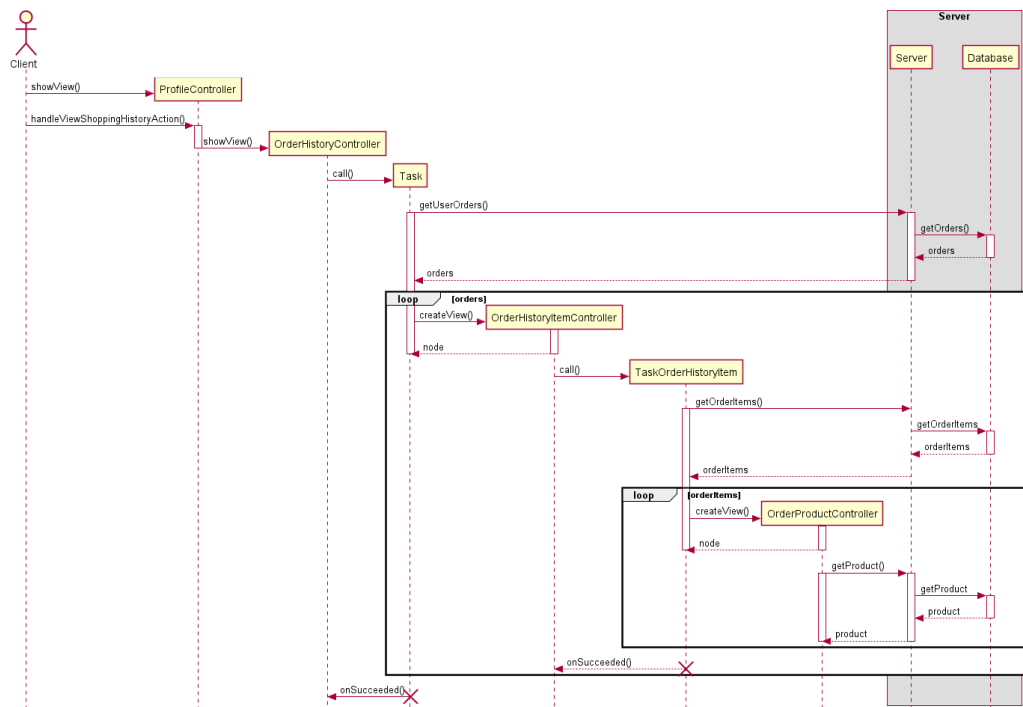 Server
Client
Server
Database
showView()
ProfileController
handleViewShoppingHistoryAction()
showView()
OrderHistoryController
call()
Task
getUserOrders()
getOrders()
orders
orders
loop
[orders]
createView()
OrderHistoryItemController
node
call()
TaskOrderHistoryItem
getOrderItems()
getOrderItems
orderItems
orderItems
loop
[orderItems]
createView()
OrderProductController
node
getProduct()
getProduct
product
product
onSucceeded()
onSucceeded()